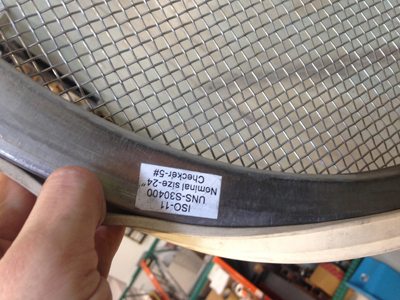 ISO-11
UNS-S30400
Nominal size-24"
Checker-5#